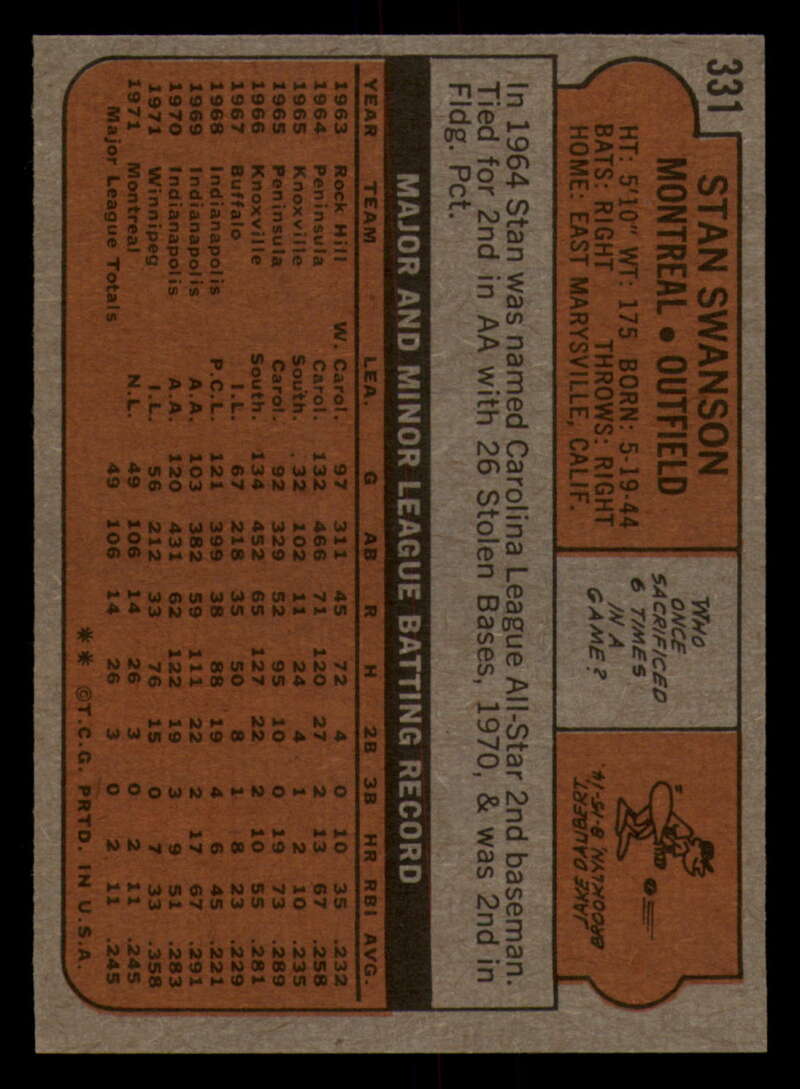 331
STAN SWANSON
MONTREAL • OUTFIELD
HT: 5'10" WT: 175 BORN: 5-19-44
BATS: RIGHT THROWS: RIGHT
HOME: EAST MARYSVILLE, CALIF.
WHO
ONCE
SACRIFICED
6 TIMES
IN A
GAME?
JAKE DAUBERT
BROOKLYN, 8-15-14.
In 1964 Stan was named Carolina League All-Star 2nd baseman.
Tied for 2nd in AA with 26 Stolen Bases, 1970, & was 2nd in
Fldg. Pct.
MAJOR AND MINOR LEAGUE BATTING RECORD
YEAR TEAM LEA. G AB R H 2B 3B HR RBI AVG.
1963 Rock Hill W. Carol. 97 311 45 72 4 0 10 35 .232
1964 Peninsula Carol. 132 466 71 120 27 2 13 67 .258
1965 Knoxville South. 32 102 11 24 4 1 2 10 .235
1965 Peninsula Carol. 92 329 52 95 10 0 19 73 .289
1966 Knoxville South. 134 452 65 127 22 2 10 55 .281
1967 Buffalo I.L. 67 218 35 50 8 1 8 23 .229
1968 Indianapolis P.C.L. 121 399 38 88 19 4 6 45 .221
1969 Indianapolis A.A. 103 382 59 111 22 2 17 67 .291
1970 Indianapolis A.A. 120 431 62 122 19 3 9 51 .283
1971 Winnipeg I.L. 56 212 33 76 15 0 7 33 .358
1971 Montreal N.L. 49 106 14 26 3 0 2 11 .245
Major League Totals 49 106 14 26 3 0 2 11 .245
** ©T.C.G. PRTD. IN U.S.A.